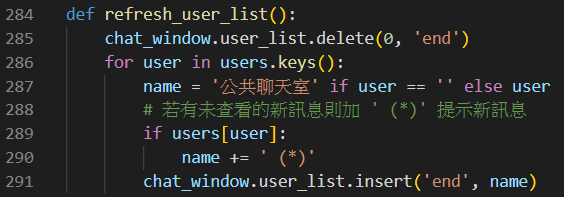 284 def refresh_user_list():
285 chat_window.user_list.delete(0, 'end')
286 for user in users.keys():
287 name = '公共聊天室' if user == '' else user
288 # 若有未查看的新訊息則加 ' (*)' 提示新訊息
289 if users[user]:
290 name += ' (*)'
291 chat_window.user_list.insert('end', name)